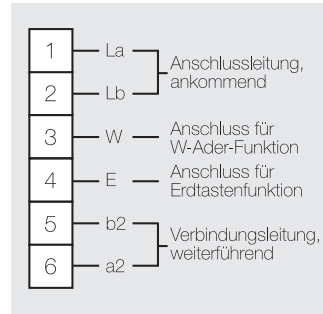 1 La
Anschlussleitung,
ankommend
2 Lb
3 W Anschluss für
W-Ader-Funktion
4 E Anschluss für
Erdtastenfunktion
5 b2
Verbindungsleitung,
weiterführend
6 a2